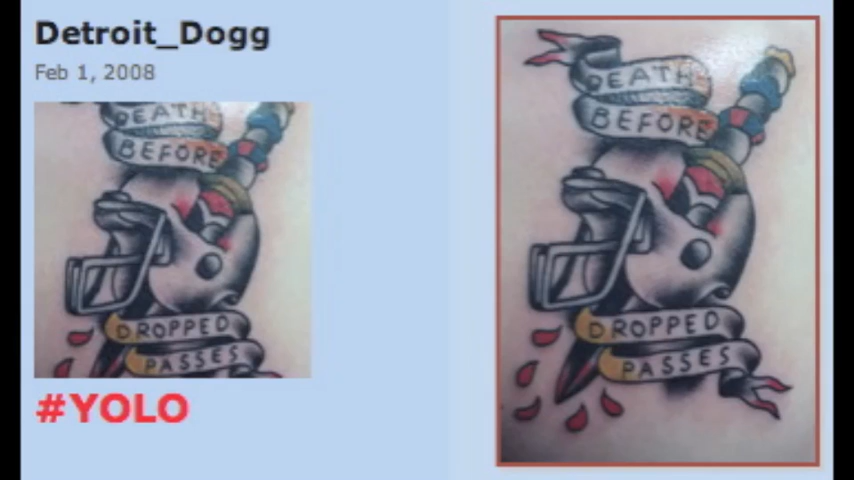 Detroit_Dogg
Feb 1, 2008
DEATH
BEFORE
DROPPED
PASSES
#YOLO
DEATH
BEFORE
DROPPED
PASSES